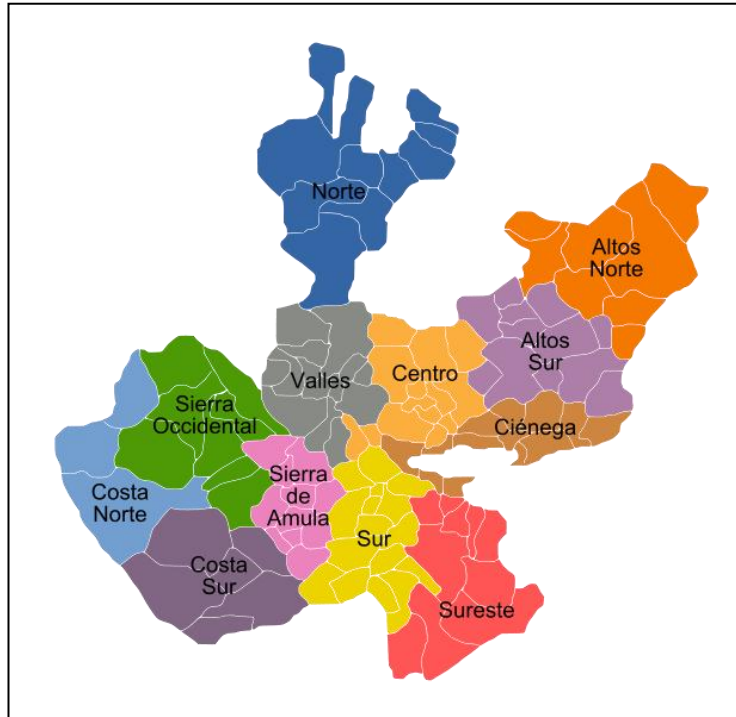 Norte
Altos
Norte
Altos
Sur
Valles
Centro
Sierra
Occidental
Ciénega
Costa
Norte
Sierra
de
Amula
Sur
Costa
Sur
Sureste